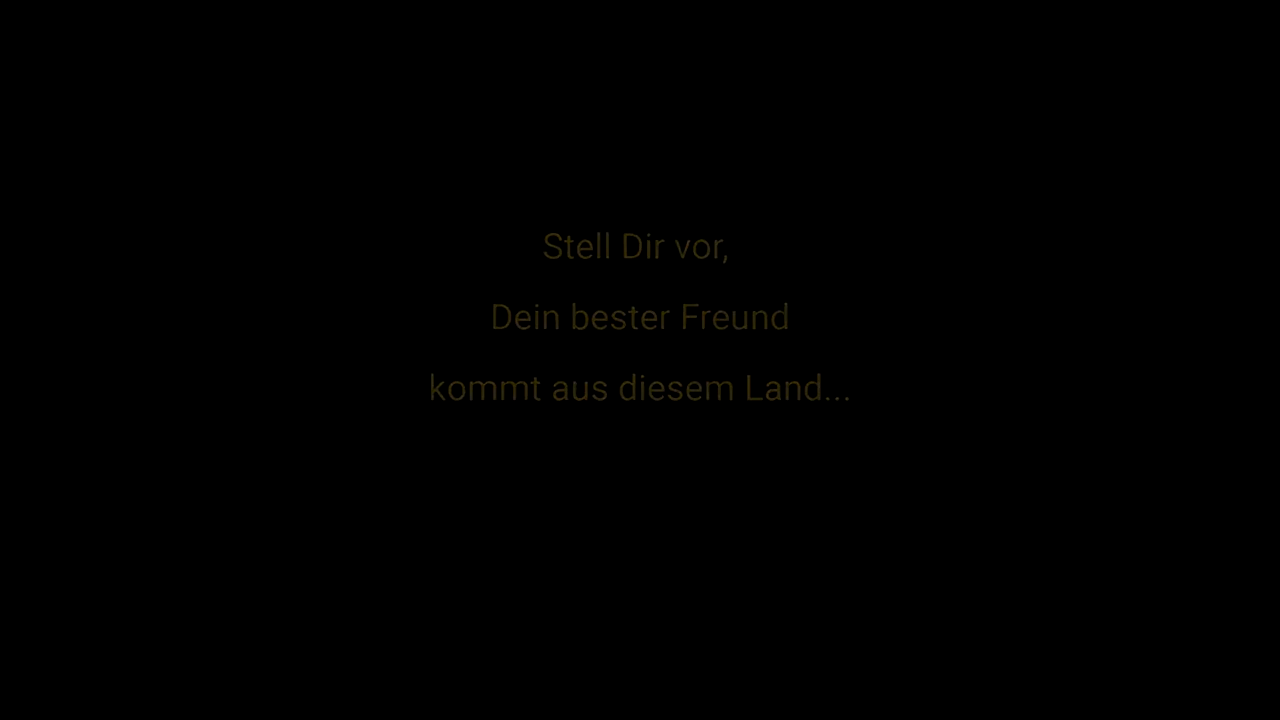 Stell Dir vor,
Dein bester Freund
kommt aus diesem Land...